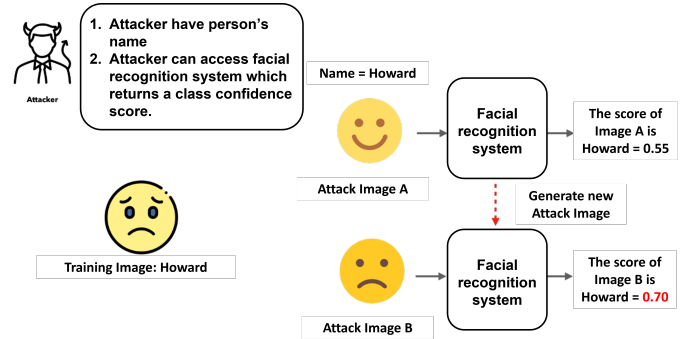 1. Attacker have person's
name
2. Attacker can access facial
recognition system which
returns a class confidence
score.
Attacker
Name = Howard
Facial
recognition
system
The score of
Image A is
Howard = 0.55
Attack Image A
Generate new
Attack Image
Training Image: Howard
Facial
recognition
system
The score of
Image B is
Howard = 0.70
Attack Image B